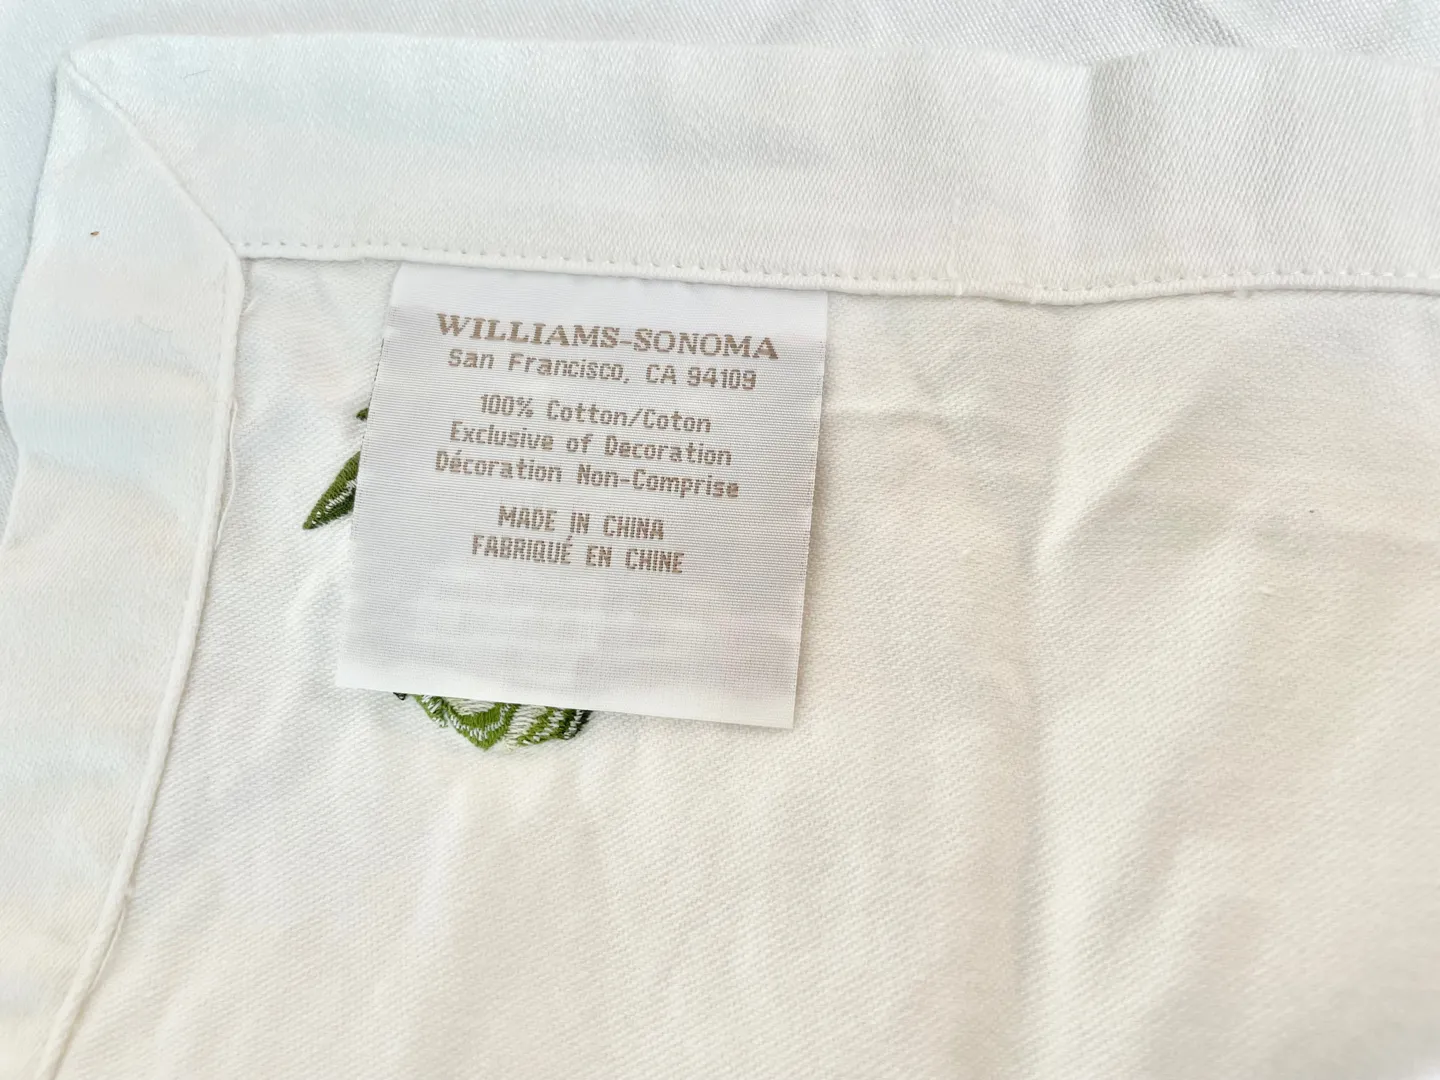 WILLIAMS-SONOMA
San Francisco, CA 94109
100% Cotton/Coton
Exclusive of Decoration
Décoration Non-Comprise
MADE IN CHINA
FABRIQUÉ EN CHINE